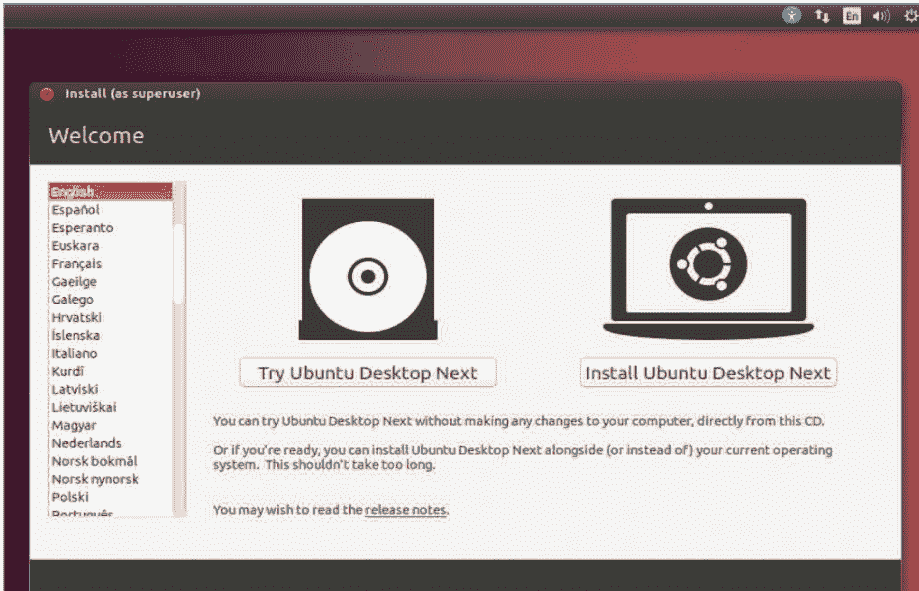 En
Install (as superuser)
Welcome
English
Español
Esperanto
Euskara
Français
Gaeilge
Galego
Hrvatski
Íslenska
Italiano
Kurdî
Latviski
Lietuviškai
Magyar
Nederlands
Norsk bokmål
Norsk nynorsk
Polski
Português
Try Ubuntu Desktop Next
Install Ubuntu Desktop Next
You can try Ubuntu Desktop Next without making any changes to your computer, directly from this CD.
Or if you're ready, you can install Ubuntu Desktop Next alongside (or instead of) your current operating
system. This shouldn't take too long.
You may wish to read the release notes.